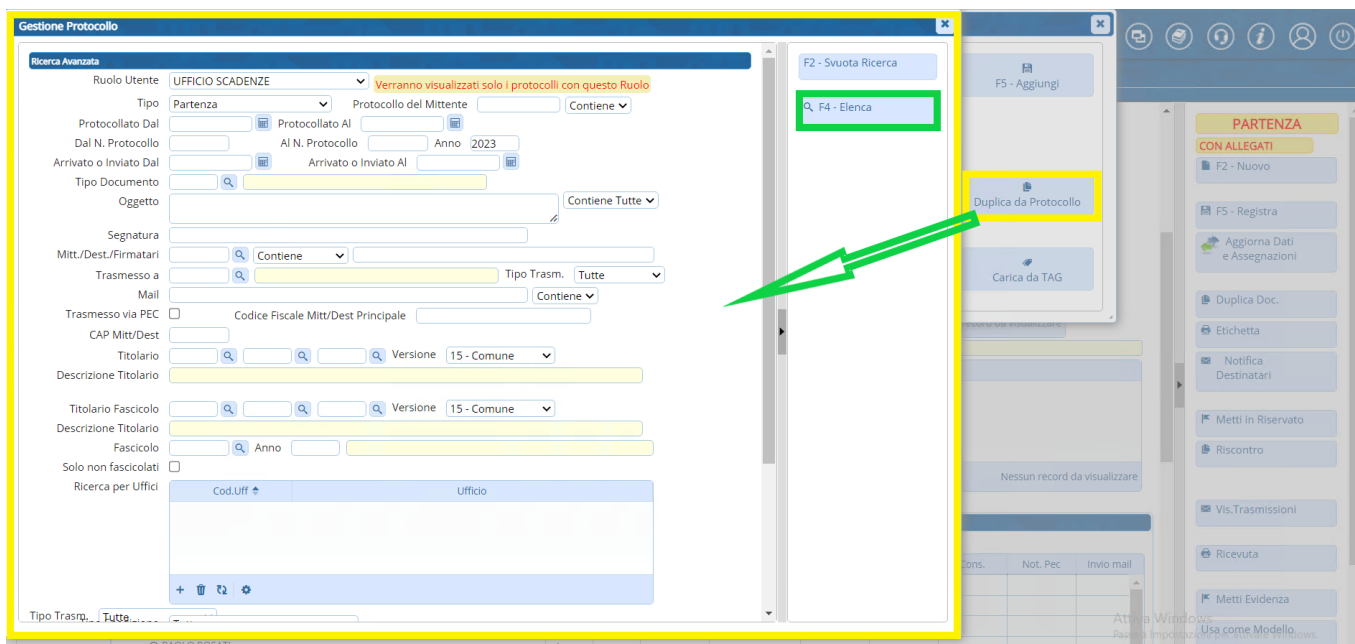 Gestione Protocollo
Ricerca Avanzata
Ruolo Utente UFFICIO SCADENZE Verranno visualizzati solo i protocolli con questo Ruolo
Tipo Partenza Protocollo del Mittente Contiene
Protocollato Dal Protocollato Al
Dal N. Protocollo Al N. Protocollo Anno 2023
Arrivato o Inviato Dal Arrivato o Inviato Al
Tipo Documento
Oggetto Contiene Tutte
Segnatura
Mitt./Dest./Firmatari Contiene
Trasmesso a Tipo Trasm. Tutte
Mail Contiene
Trasmesso via PEC Codice Fiscale Mitt/Dest Principale
CAP Mitt/Dest
Titolario Versione 15 - Comune
Descrizione Titolario
Titolario Fascicolo Versione 15 - Comune
Descrizione Titolario
Fascicolo Anno
Solo non fascicolati
Ricerca per Uffici Cod.Uff Ufficio
Tipo Trasm. Tutte
F2 - Svuota Ricerca
F4 - Elenca
F5 - Aggiungi
Duplica da Protocollo
Carica da TAG
record da visualizzare
Nessun record da visualizzare
Cons. Not. Pec Invio mail
PARTENZA
CON ALLEGATI
F2 - Nuovo
F5 - Registra
Aggiorna Dati
e Assegnazioni
Duplica Doc.
Etichetta
Notifica
Destinatari
Metti in Riservato
Riscontro
Vis.Trasmissioni
Ricevuta
Metti Evidenza
Usa come Modello
Attiva Windows